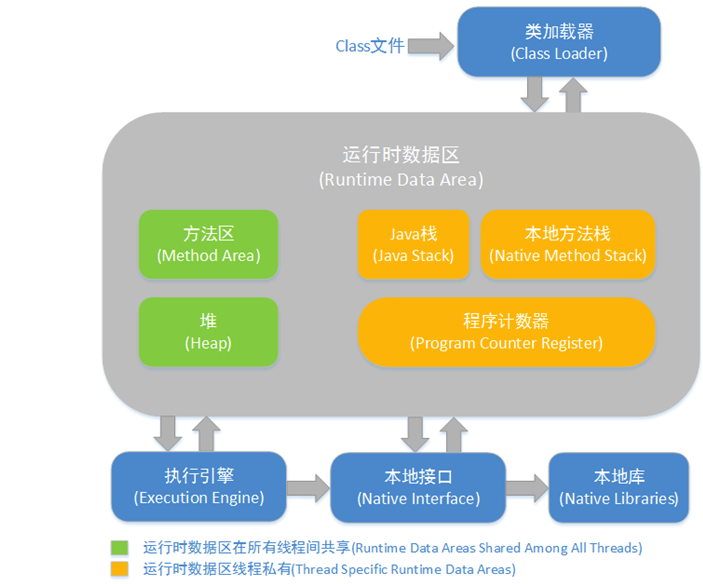 Class文件
类加载器
(Class Loader)
运行时数据区
(Runtime Data Area)
方法区
(Method Area)
Java栈
(Java Stack)
本地方法栈
(Native Method Stack)
堆
(Heap)
程序计数器
(Program Counter Register)
执行引擎
(Execution Engine)
本地接口
(Native Interface)
本地库
(Native Libraries)
运行时数据区在所有线程间共享(Runtime Data Areas Shared Among All Threads)
运行时数据区线程私有(Thread Specific Runtime Data Areas)